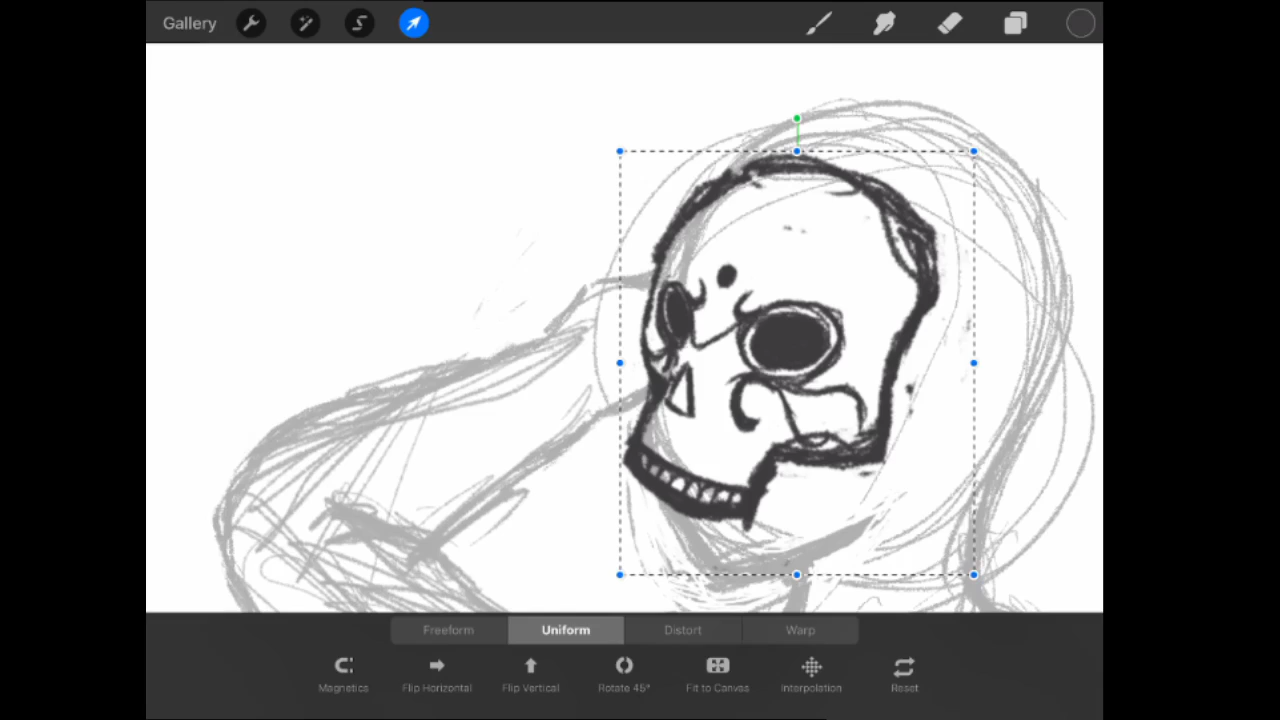 Gallery
Freeform Uniform Distort Warp
Magnetics Flip Horizontal Flip Vertical Rotate 45° Fit to Canvas Interpolation Reset